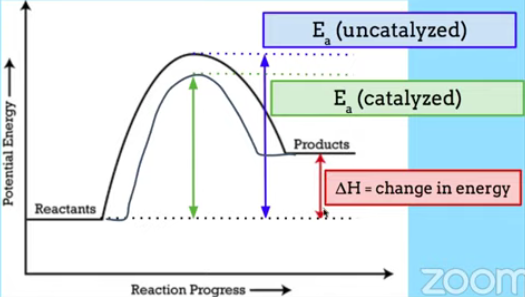 Eₐ (uncatalyzed)
Eₐ (catalyzed)
Products
ΔH = change in energy
Reactants
Potential Energy
Reaction Progress
zoom